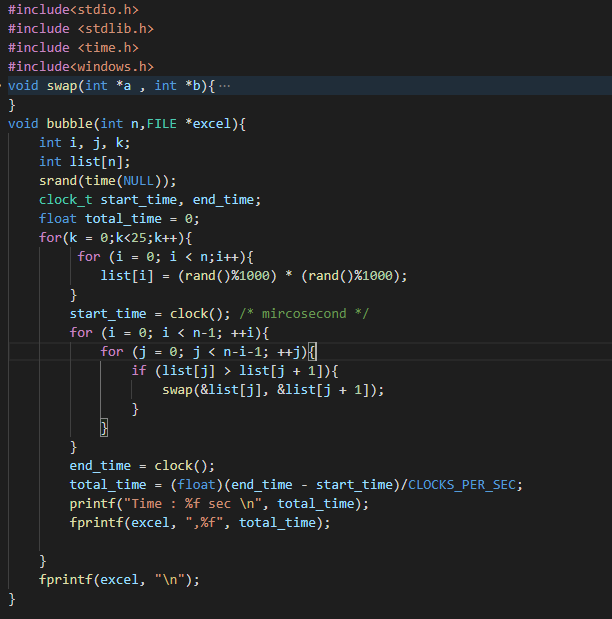 #include<stdio.h>
#include <stdlib.h>
#include <time.h>
#include<windows.h>
void swap(int *a , int *b){ ···
}
void bubble(int n,FILE *excel){
    int i, j, k;
    int list[n];
    srand(time(NULL));
    clock_t start_time, end_time;
    float total_time = 0;
    for(k = 0;k<25;k++){
         for (i = 0; i < n;i++){
            list[i] = (rand()%1000) * (rand()%1000);
        }
        start_time = clock(); /* mircosecond */
        for (i = 0; i < n-1; ++i){
            for (j = 0; j < n-i-1; ++j){
                if (list[j] > list[j + 1]){
                    swap(&list[j], &list[j + 1]);
                }
            }
        }
        end_time = clock();
        total_time = (float)(end_time - start_time)/CLOCKS_PER_SEC;
        printf("Time : %f sec \n", total_time);
        fprintf(excel, ",%f", total_time);

    }
    fprintf(excel, "\n");
}